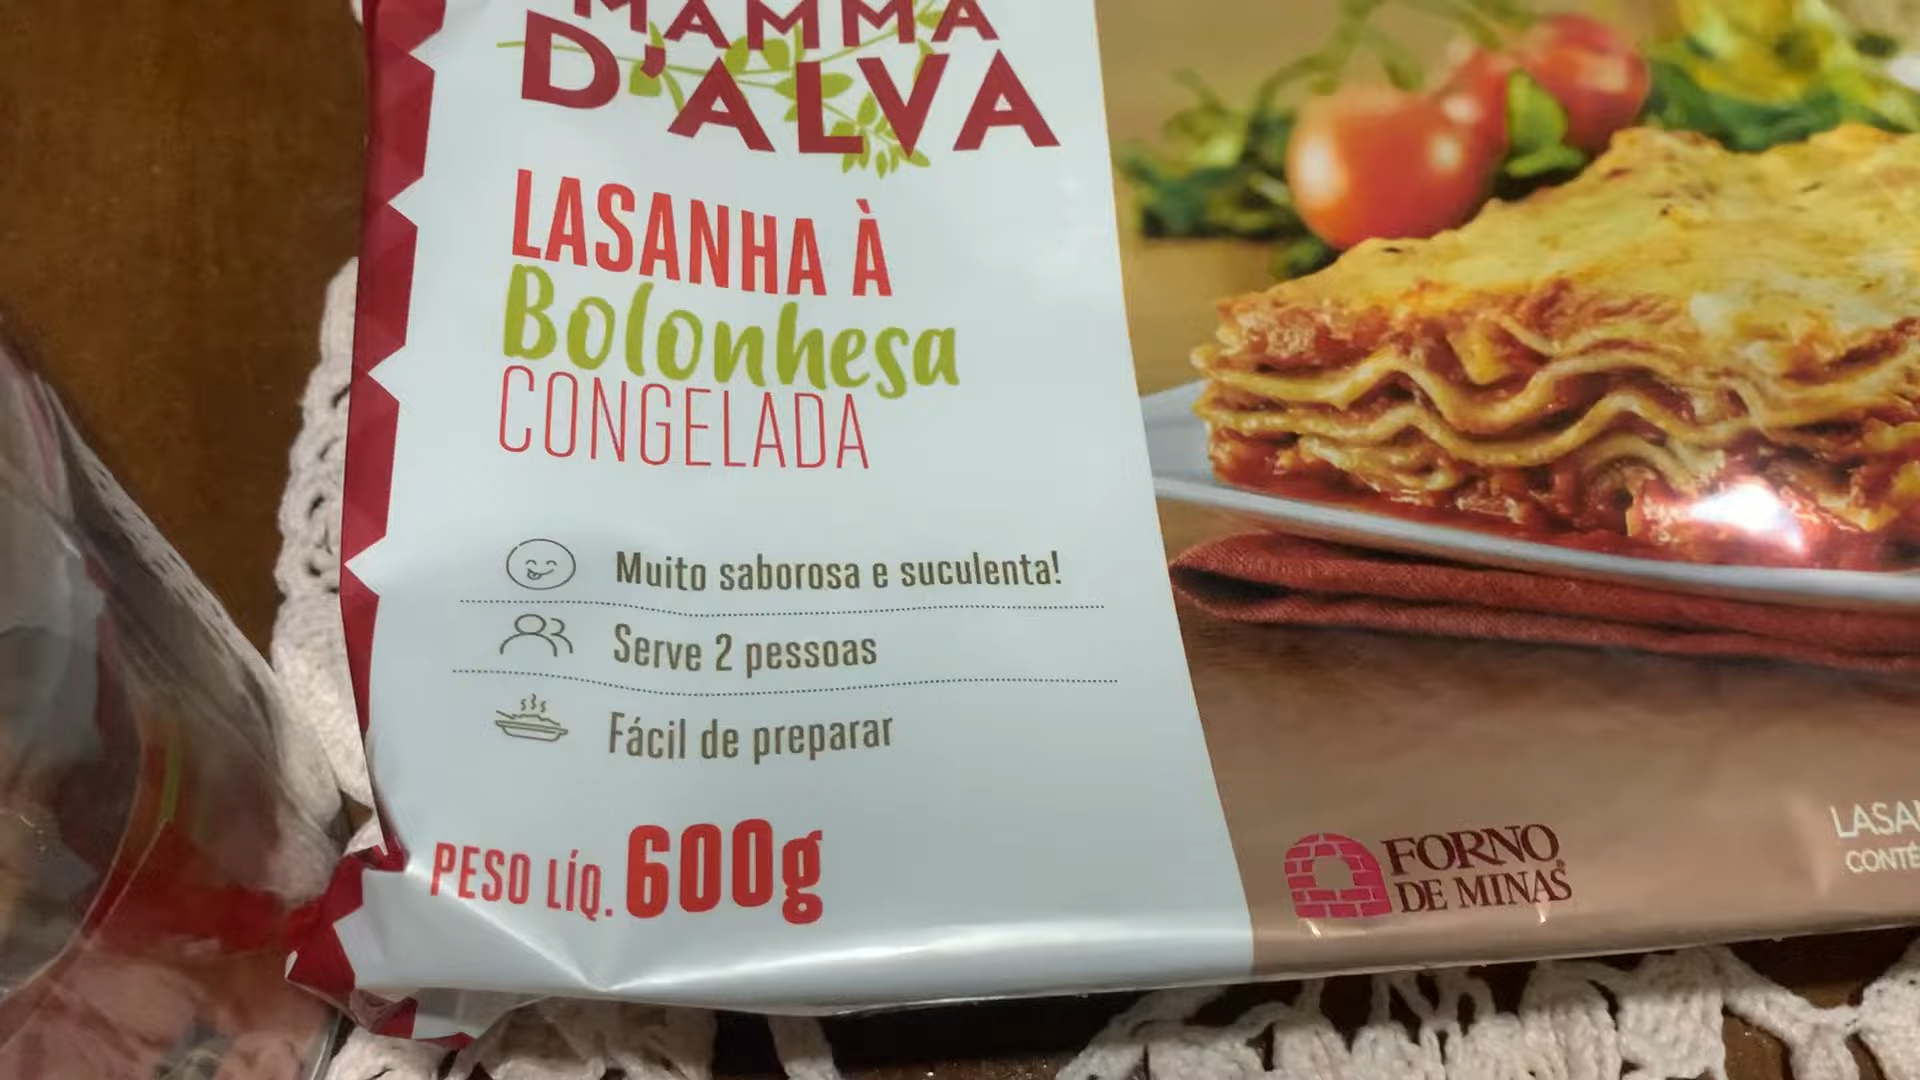 MAMMA
D'ALVA
LASANHA À
Bolonhesa
CONGELADA
Muito saborosa e suculenta!
Serve 2 pessoas
Fácil de preparar
PESO LÍQ. 600g
FORNO
DE MINAS